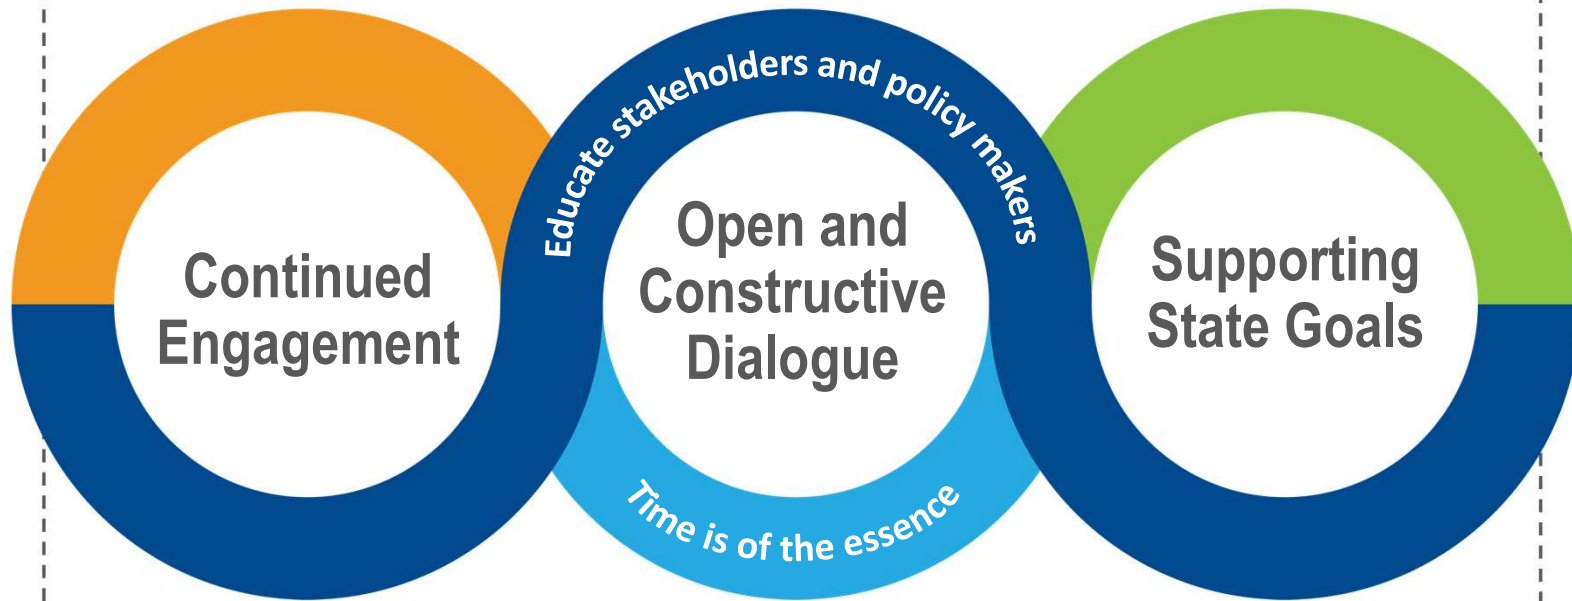 Continued
Engagement
Educate stakeholders and policy makers
Open and
Constructive
Dialogue
Time is of the essence
Supporting
State Goals